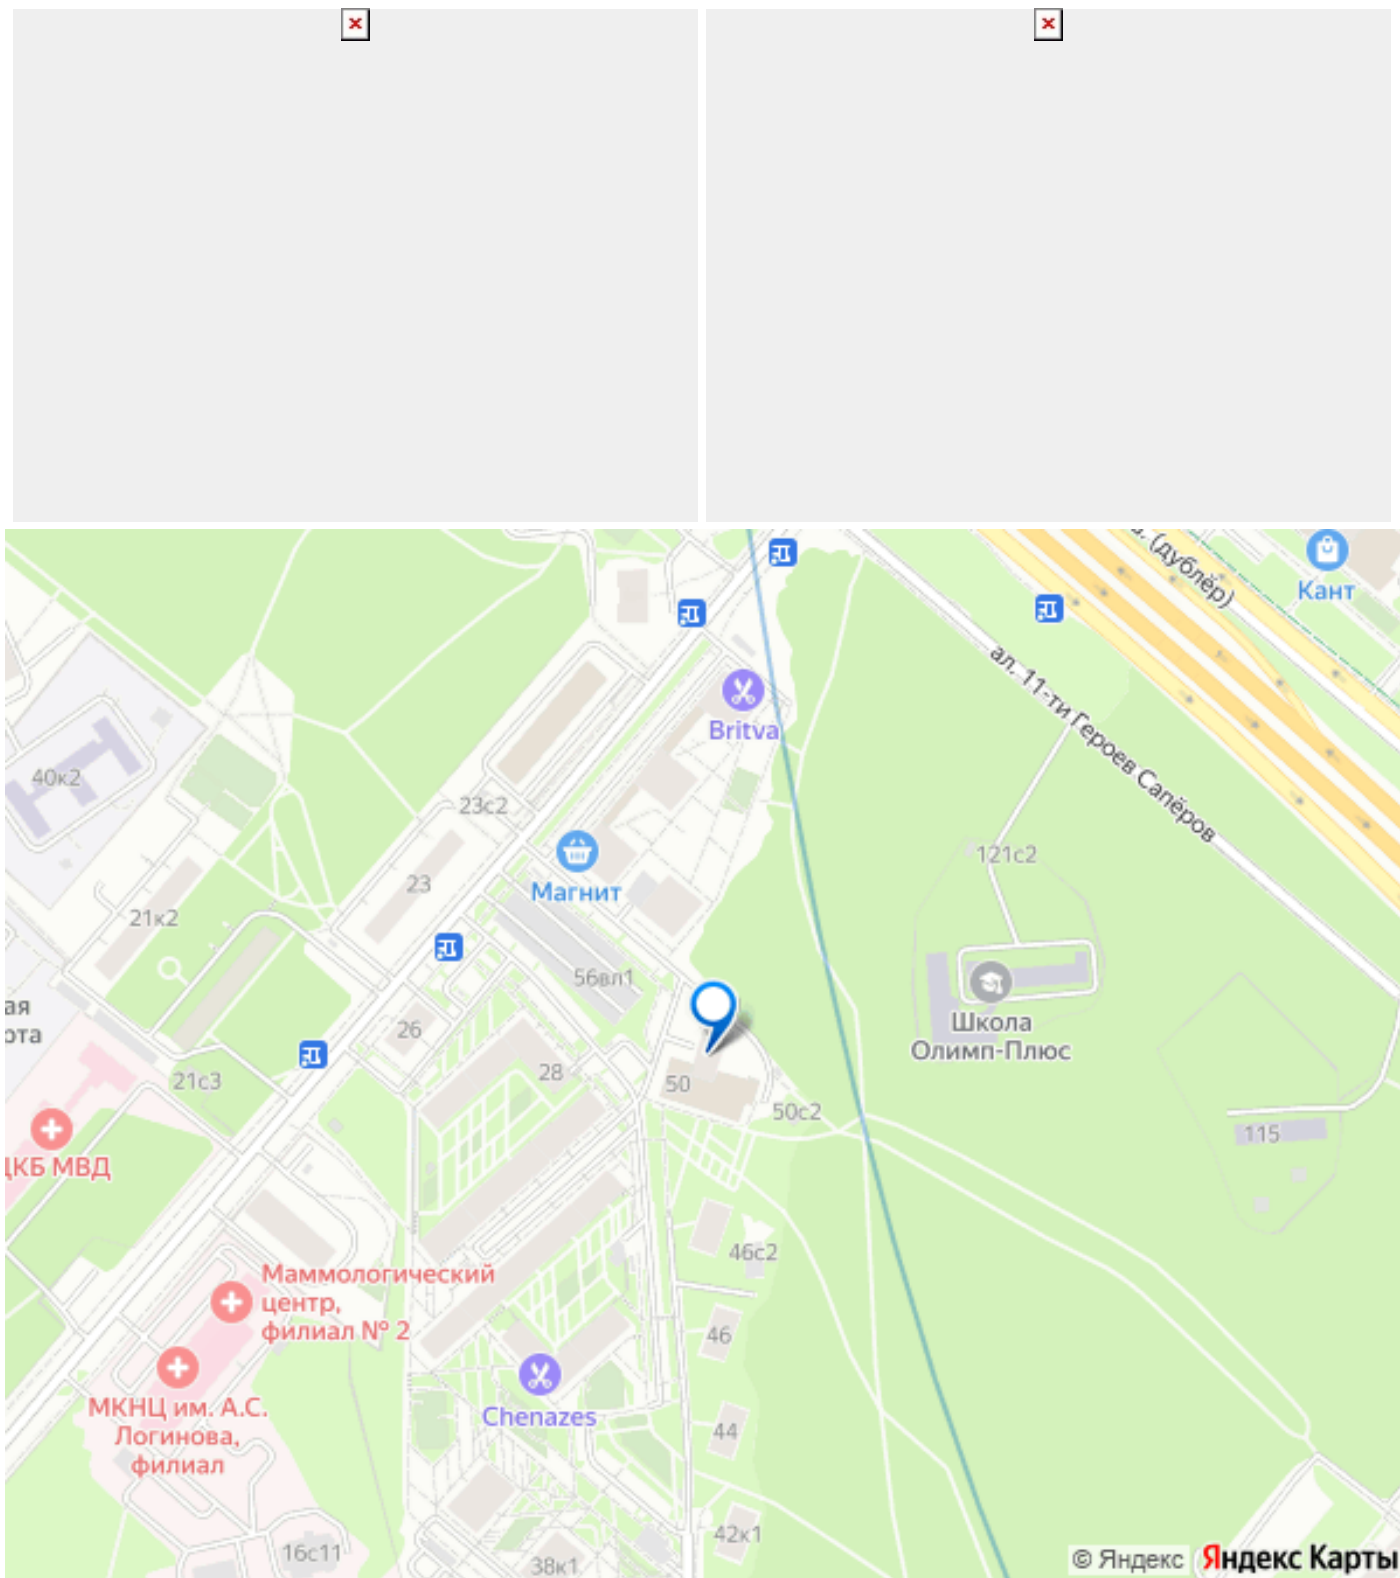 а. (дублёр)
Кант
ал. 11-ти Героев Сапёров
Britva
40к2
23с2
121с2
23
Магнит
21к2
56вл1
ая
рта
26
Школа
Олимп-Плюс
28
50
21с3
50с2
115
ЦКБ МВД
46с2
Маммологический
центр,
филиал № 2
46
МКНЦ им. А.С.
Логинова,
филиал
Chenazes
44
42к1
16с11
38к1
© Яндекс Яндекс Карты